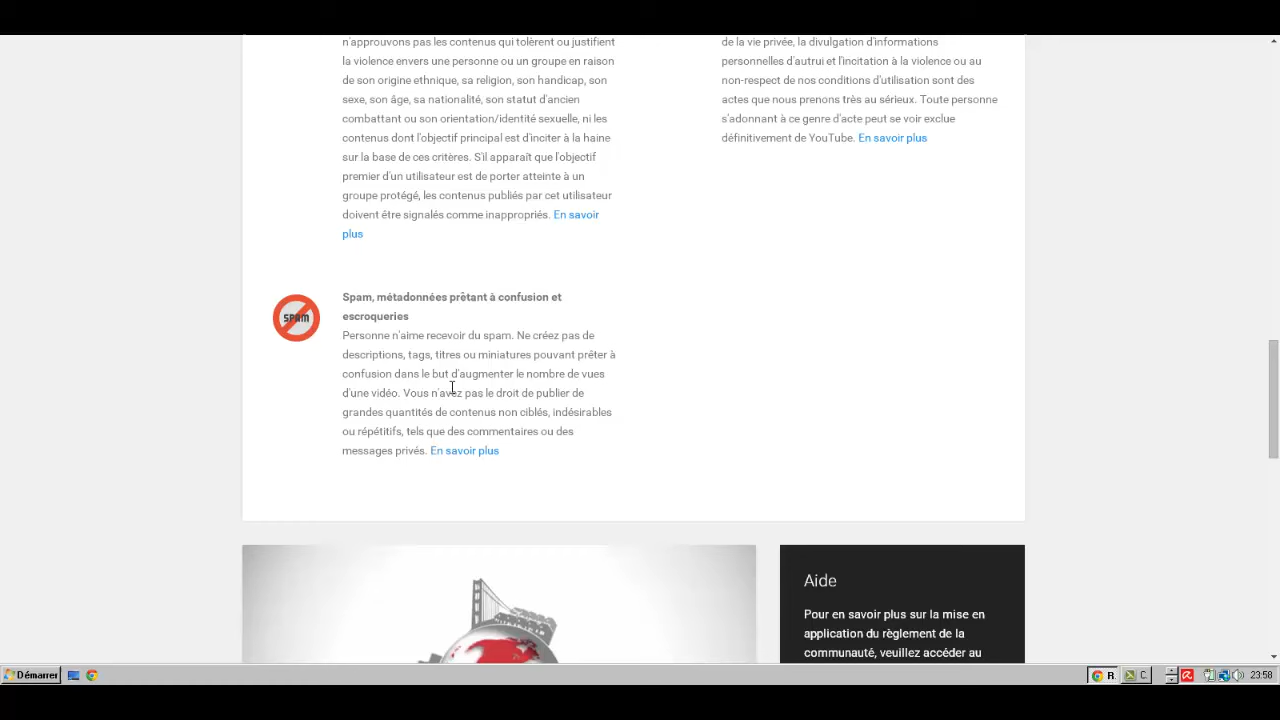 n'approuvons pas les contenus qui tolèrent ou justifient
la violence envers une personne ou un groupe en raison
de son origine ethnique, sa religion, son handicap, son
sexe, son âge, sa nationalité, son statut d'ancien
combattant ou son orientation/identité sexuelle, ni les
contenus dont l'objectif principal est d'inciter à la haine
sur la base de ces critères. S'il apparaît que l'objectif
premier d'un utilisateur est de porter atteinte à un
groupe protégé, les contenus publiés par cet utilisateur
doivent être signalés comme inappropriés. En savoir
plus
de la vie privée, la divulgation d'informations
personnelles d'autrui et l'incitation à la violence ou au
non-respect de nos conditions d'utilisation sont des
actes que nous prenons très au sérieux. Toute personne
s'adonnant à ce genre d'acte peut se voir exclue
définitivement de YouTube. En savoir plus
SPAM
Spam, métadonnées prêtant à confusion et
escroqueries
Personne n'aime recevoir du spam. Ne créez pas de
descriptions, tags, titres ou miniatures pouvant prêter à
confusion dans le but d'augmenter le nombre de vues
d'une vidéo. Vous n'avez pas le droit de publier de
grandes quantités de contenus non ciblés, indésirables
ou répétitifs, tels que des commentaires ou des
messages privés. En savoir plus
Aide
Pour en savoir plus sur la mise en
application du règlement de la
communauté, veuillez accéder au
Démarrer
R.
C.
23:58